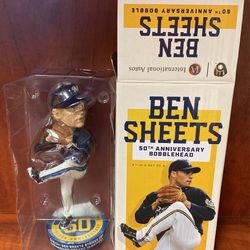 BEN
SHEETS
50TH ANNIVERSARY BOBBLE
International Autos
BEN
SHEETS
50TH ANNIVERSARY
BOBBLEHEAD
50